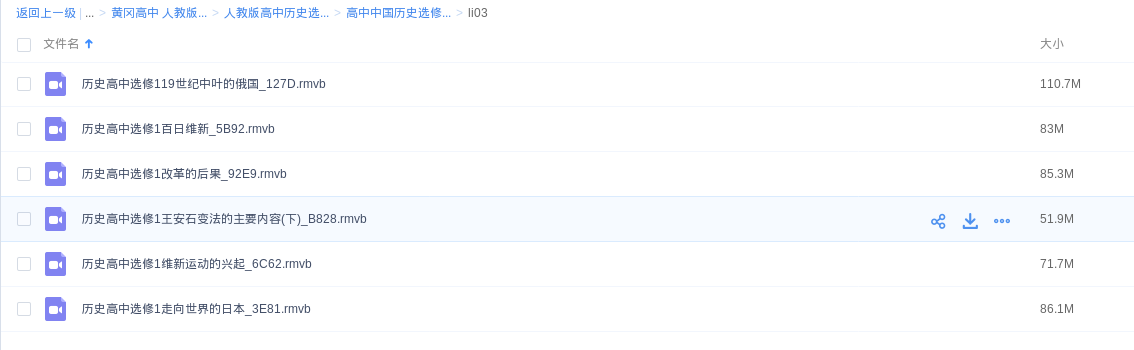 返回上一级 | ... > 黄冈高中 人教版... > 人教版高中历史选... > 高中中国历史选修... > li03
文件名 大小
历史高中选修119世纪中叶的俄国_127D.rmvb 110.7M
历史高中选修1百日维新_5B92.rmvb 83M
历史高中选修1改革的后果_92E9.rmvb 85.3M
历史高中选修1王安石变法的主要内容(下)_B828.rmvb 51.9M
历史高中选修1维新运动的兴起_6C62.rmvb 71.7M
历史高中选修1走向世界的日本_3E81.rmvb 86.1M